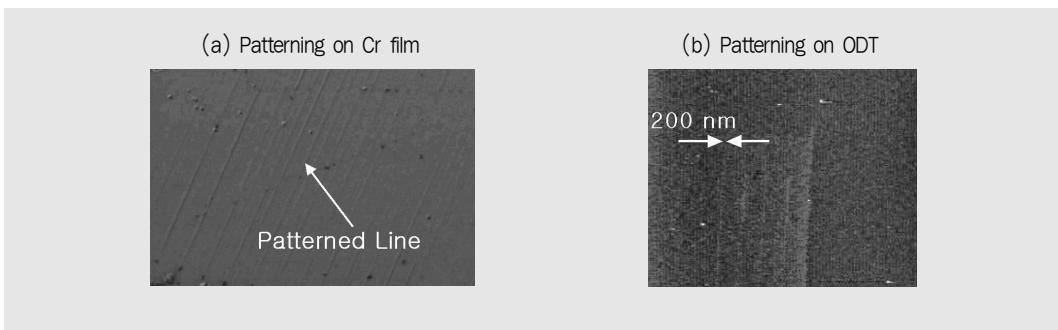 (a) Patterning on Cr film
(b) Patterning on ODT
200 nm
Patterned Line